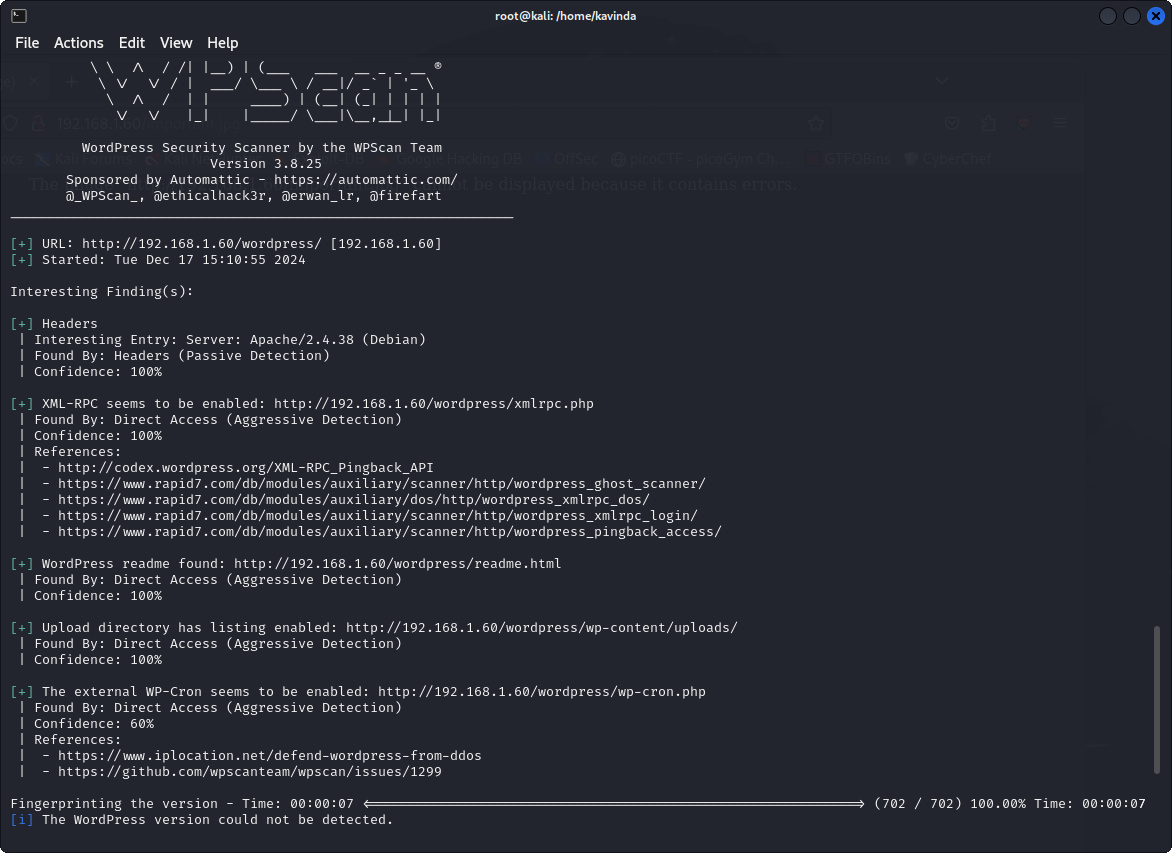 root@kali: /home/kavinda
File Actions Edit View Help
WPScan ®
WordPress Security Scanner by the WPScan Team
Version 3.8.25
Sponsored by Automattic - https://automattic.com/
@_WPScan_, @ethicalhack3r, @erwan_lr, @firefart
[+] URL: http://192.168.1.60/wordpress/ [192.168.1.60]
[+] Started: Tue Dec 17 15:10:55 2024
Interesting Finding(s):
[+] Headers
| Interesting Entry: Server: Apache/2.4.38 (Debian)
| Found By: Headers (Passive Detection)
| Confidence: 100%
[+] XML-RPC seems to be enabled: http://192.168.1.60/wordpress/xmlrpc.php
| Found By: Direct Access (Aggressive Detection)
| Confidence: 100%
| References:
| - http://codex.wordpress.org/XML-RPC_Pingback_API
| - https://www.rapid7.com/db/modules/auxiliary/scanner/http/wordpress_ghost_scanner/
| - https://www.rapid7.com/db/modules/auxiliary/dos/http/wordpress_xmlrpc_dos/
| - https://www.rapid7.com/db/modules/auxiliary/scanner/http/wordpress_xmlrpc_login/
| - https://www.rapid7.com/db/modules/auxiliary/scanner/http/wordpress_pingback_access/
[+] WordPress readme found: http://192.168.1.60/wordpress/readme.html
| Found By: Direct Access (Aggressive Detection)
| Confidence: 100%
[+] Upload directory has listing enabled: http://192.168.1.60/wordpress/wp-content/uploads/
| Found By: Direct Access (Aggressive Detection)
| Confidence: 100%
[+] The external WP-Cron seems to be enabled: http://192.168.1.60/wordpress/wp-cron.php
| Found By: Direct Access (Aggressive Detection)
| Confidence: 60%
| References:
| - https://www.iplocation.net/defend-wordpress-from-ddos
| - https://github.com/wpscanteam/wpscan/issues/1299
Fingerprinting the version - Time: 00:00:07 <==============================================================> (702 / 702) 100.00% Time: 00:00:07
[i] The WordPress version could not be detected.